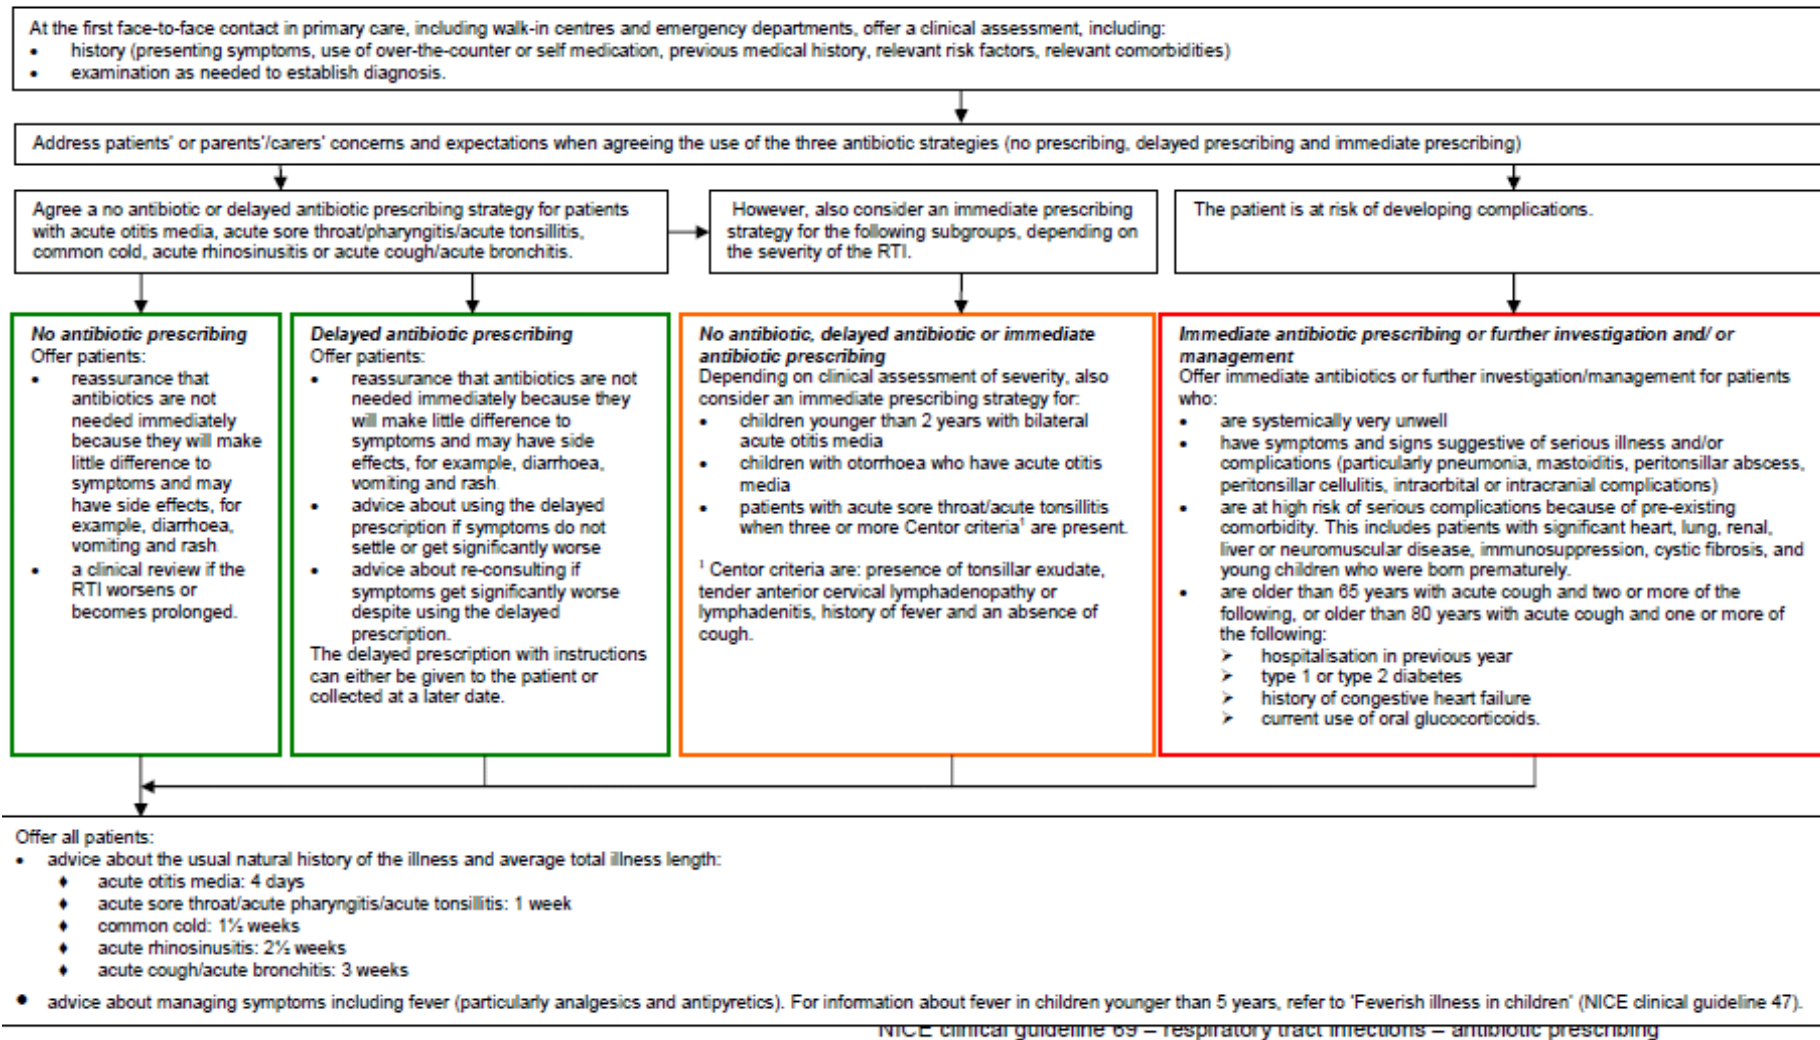 At the first face-to-face contact in primary care, including walk-in centres and emergency departments, offer a clinical assessment, including:
• history (presenting symptoms, use of over-the-counter or self medication, previous medical history, relevant risk factors, relevant comorbidities)
• examination as needed to establish diagnosis.
Address patients' or parents'/carers' concerns and expectations when agreeing the use of the three antibiotic strategies (no prescribing, delayed prescribing and immediate prescribing)
Agree a no antibiotic or delayed antibiotic prescribing strategy for patients
with acute otitis media, acute sore throat/pharyngitis/acute tonsillitis,
common cold, acute rhinosinusitis or acute cough/acute bronchitis.
However, also consider an immediate prescribing
strategy for the following subgroups, depending on
the severity of the RTI.
The patient is at risk of developing complications.
No antibiotic prescribing
Offer patients:
• reassurance that
antibiotics are not
needed immediately
because they will make
little difference to
symptoms and may
have side effects, for
example, diarrhoea,
vomiting and rash.
• a clinical review if the
RTI worsens or
becomes prolonged.
Delayed antibiotic prescribing
Offer patients:
• reassurance that antibiotics are not
needed immediately because they
will make little difference to
symptoms and may have side
effects, for example, diarrhoea,
vomiting and rash.
• advice about using the delayed
prescription if symptoms do not
settle or get significantly worse
• advice about re-consulting if
symptoms get significantly worse
despite using the delayed
prescription.
The delayed prescription with instructions
can either be given to the patient or
collected at a later date.
No antibiotic, delayed antibiotic or immediate
antibiotic prescribing
Depending on clinical assessment of severity, also
consider an immediate prescribing strategy for:
• children younger than 2 years with bilateral
acute otitis media
• children with otorrhoea who have acute otitis
media
• patients with acute sore throat/acute tonsillitis
when three or more Centor criteria¹ are present.
¹ Centor criteria are: presence of tonsillar exudate,
tender anterior cervical lymphadenopathy or
lymphadenitis, history of fever and an absence of
cough.
Immediate antibiotic prescribing or further investigation and/ or
management
Offer immediate antibiotics or further investigation/management for patients
who:
• are systemically very unwell
• have symptoms and signs suggestive of serious illness and/or
complications (particularly pneumonia, mastoiditis, peritonsillar abscess,
peritonsillar cellulitis, intraorbital or intracranial complications)
• are at high risk of serious complications because of pre-existing
comorbidity. This includes patients with significant heart, lung, renal,
liver or neuromuscular disease, immunosuppression, cystic fibrosis, and
young children who were born prematurely.
• are older than 65 years with acute cough and two or more of the
following, or older than 80 years with acute cough and one or more of
the following:
➢ hospitalisation in previous year
➢ type 1 or type 2 diabetes
➢ history of congestive heart failure
➢ current use of oral glucocorticoids.
Offer all patients:
• advice about the usual natural history of the illness and average total illness length:
♦ acute otitis media: 4 days
♦ acute sore throat/acute pharyngitis/acute tonsillitis: 1 week
♦ common cold: 1½ weeks
♦ acute rhinosinusitis: 2½ weeks
♦ acute cough/acute bronchitis: 3 weeks
• advice about managing symptoms including fever (particularly analgesics and antipyretics). For information about fever in children younger than 5 years, refer to 'Feverish illness in children' (NICE clinical guideline 47).
NICE clinical guideline 69 – respiratory tract infections – antibiotic prescribing